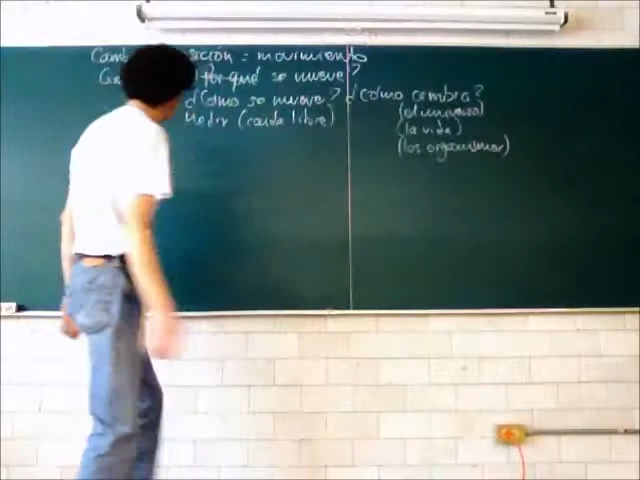 posición = movimiento
¿Por qué se mueve?
¿Cómo se mueve? ¿Cómo cambia?
(el universo)
Medir (caída libre)
(la vida)
(los organismos)